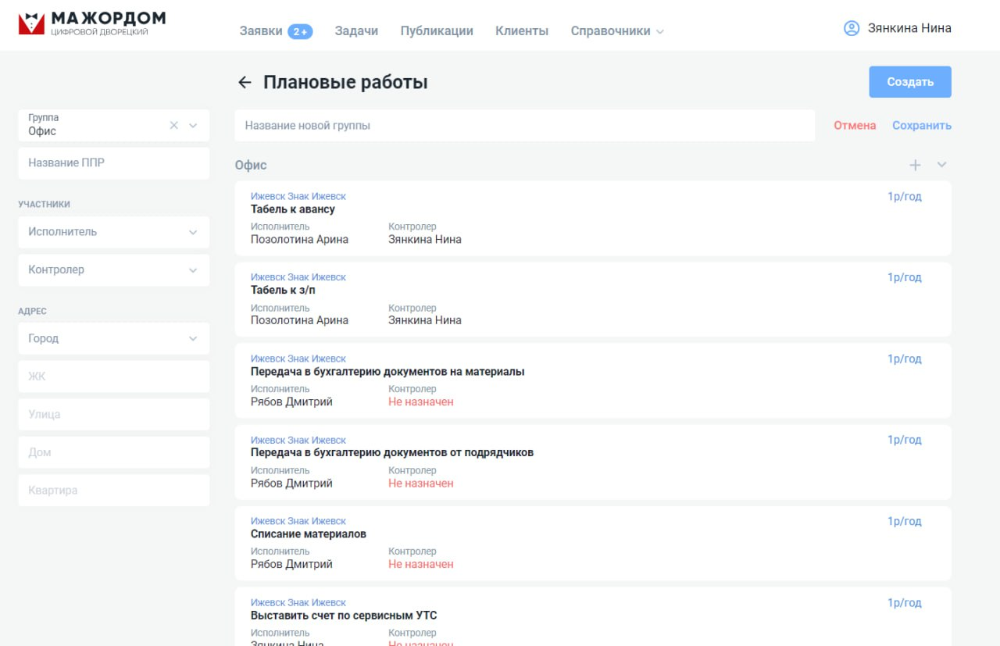 МАЖОРДОМ
ЦИФРОВОЙ ДВОРЕЦКИЙ
Заявки 2+ Задачи Публикации Клиенты Справочники
Зянкина Нина
Плановые работы
Создать
Группа
Офис
Название ППР
УЧАСТНИКИ
Исполнитель
Контролер
АДРЕС
Город
ЖК
Улица
Дом
Квартира
Название новой группы
Отмена Сохранить
Офис
Ижевск Знак Ижевск 1р/год
Табель к авансу
Исполнитель Контролер
Позолотина Арина Зянкина Нина
Ижевск Знак Ижевск 1р/год
Табель к з/п
Исполнитель Контролер
Позолотина Арина Зянкина Нина
Ижевск Знак Ижевск 1р/год
Передача в бухгалтерию документов на материалы
Исполнитель Контролер
Рябов Дмитрий Не назначен
Ижевск Знак Ижевск 1р/год
Передача в бухгалтерию документов от подрядчиков
Исполнитель Контролер
Рябов Дмитрий Не назначен
Ижевск Знак Ижевск 1р/год
Списание материалов
Исполнитель Контролер
Рябов Дмитрий Не назначен
Ижевск Знак Ижевск 1р/год
Выставить счет по сервисным УТС
Исполнитель Контролер
Зянкина Нина Не назначен